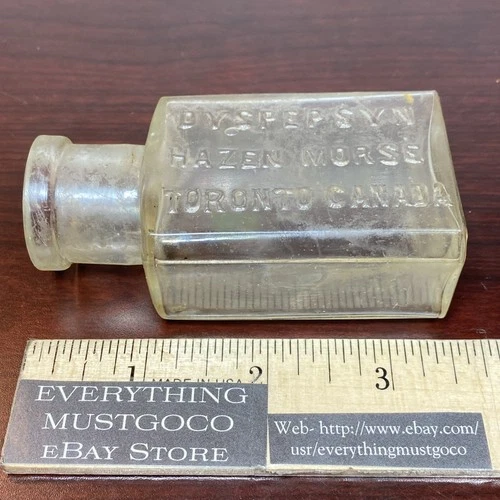 DYSPEPSYN
HAZEN MORSE
TORONTO CANADA
1 MADE IN USA 2 3
EVERYTHING
MUSTGOCO
EBAY STORE
Web- http://www.ebay.com/
usr/everythingmustgoco